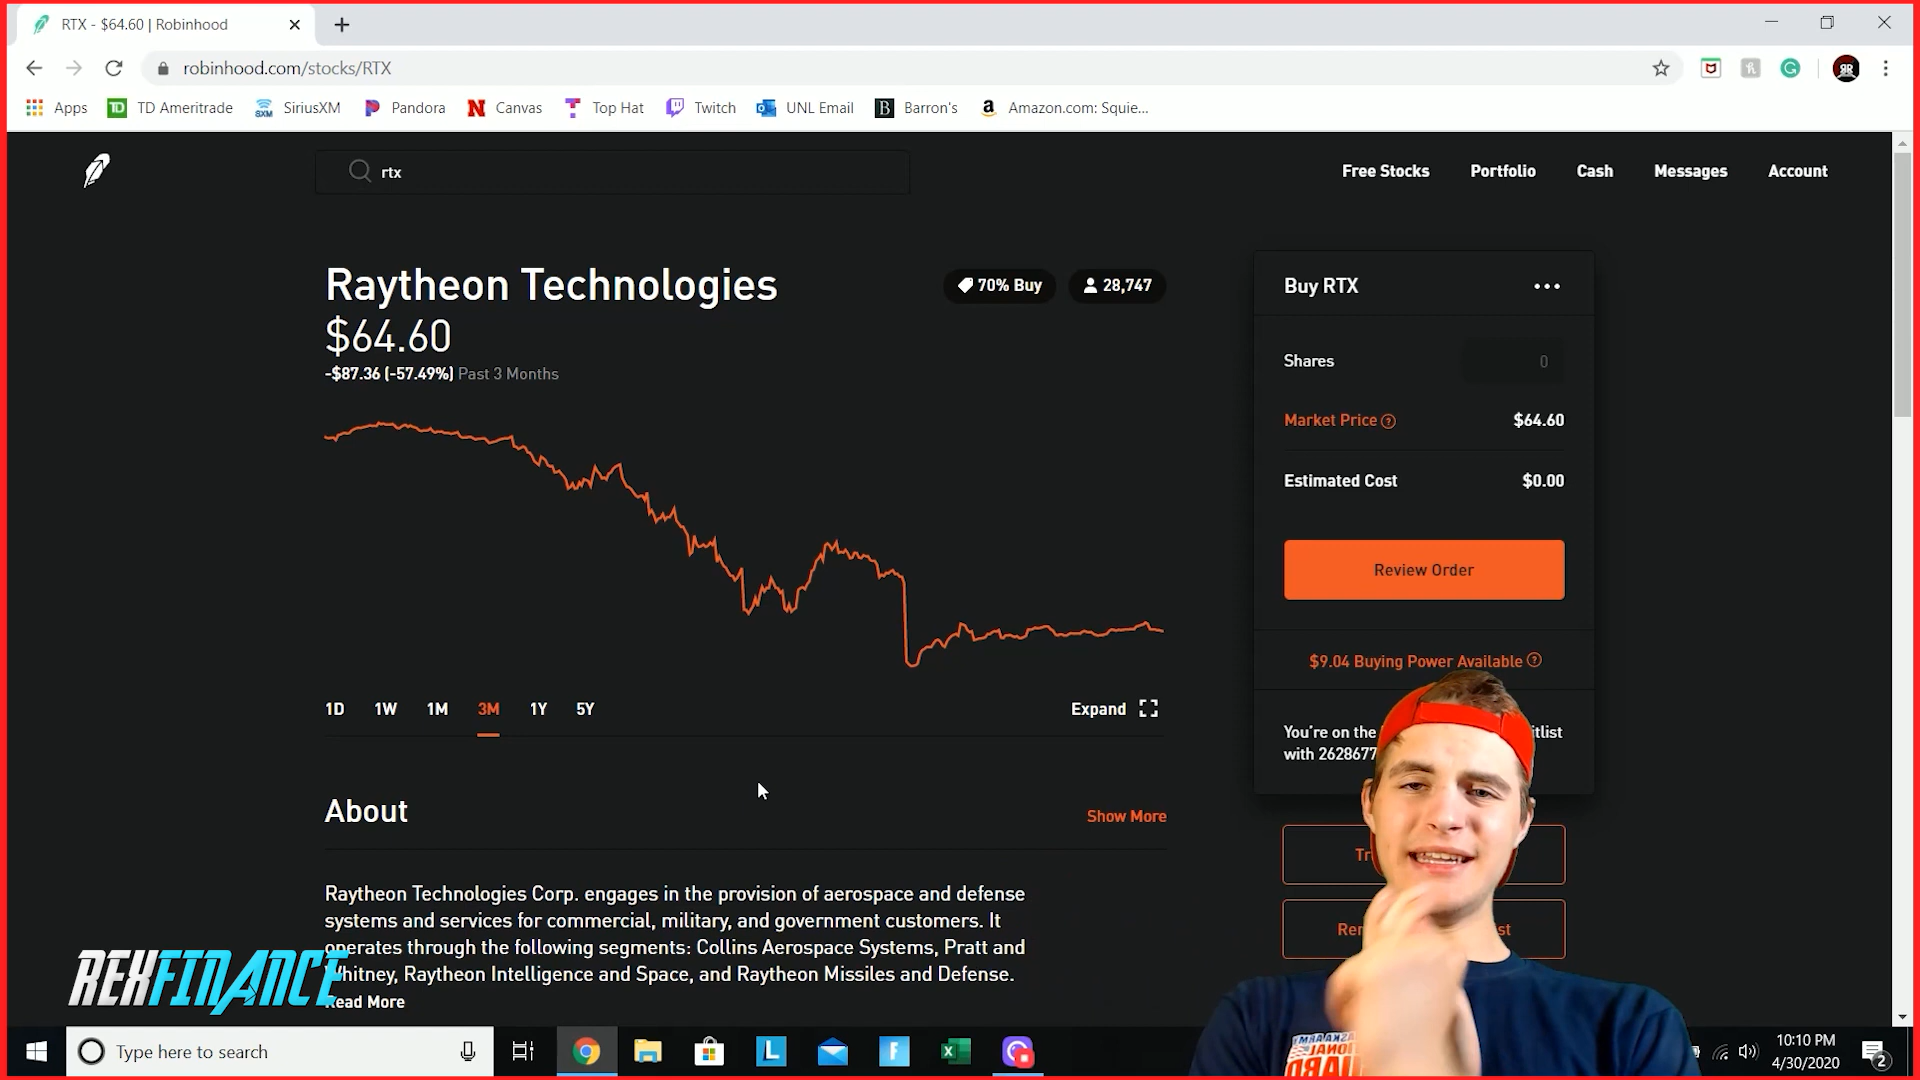 RTX - $64.60 | Robinhood
robinhood.com/stocks/RTX
Apps TD Ameritrade SiriusXM Pandora Canvas Top Hat Twitch UNL Email Barron's Amazon.com: Squie...
rtx
Free Stocks Portfolio Cash Messages Account
Raytheon Technologies
70% Buy 28,747
$64.60
-$87.36 (-57.49%) Past 3 Months
1D 1W 1M 3M 1Y 5Y
Expand
Buy RTX
Shares 0
Market Price $64.60
Estimated Cost $0.00
Review Order
$9.04 Buying Power Available
You're on the
with 2628677
About
Show More
Raytheon Technologies Corp. engages in the provision of aerospace and defense
systems and services for commercial, military, and government customers. It
operates through the following segments: Collins Aerospace Systems, Pratt and
Whitney, Raytheon Intelligence and Space, and Raytheon Missiles and Defense.
Read More
REXFINANCE
Type here to search
10:10 PM
4/30/2020
2